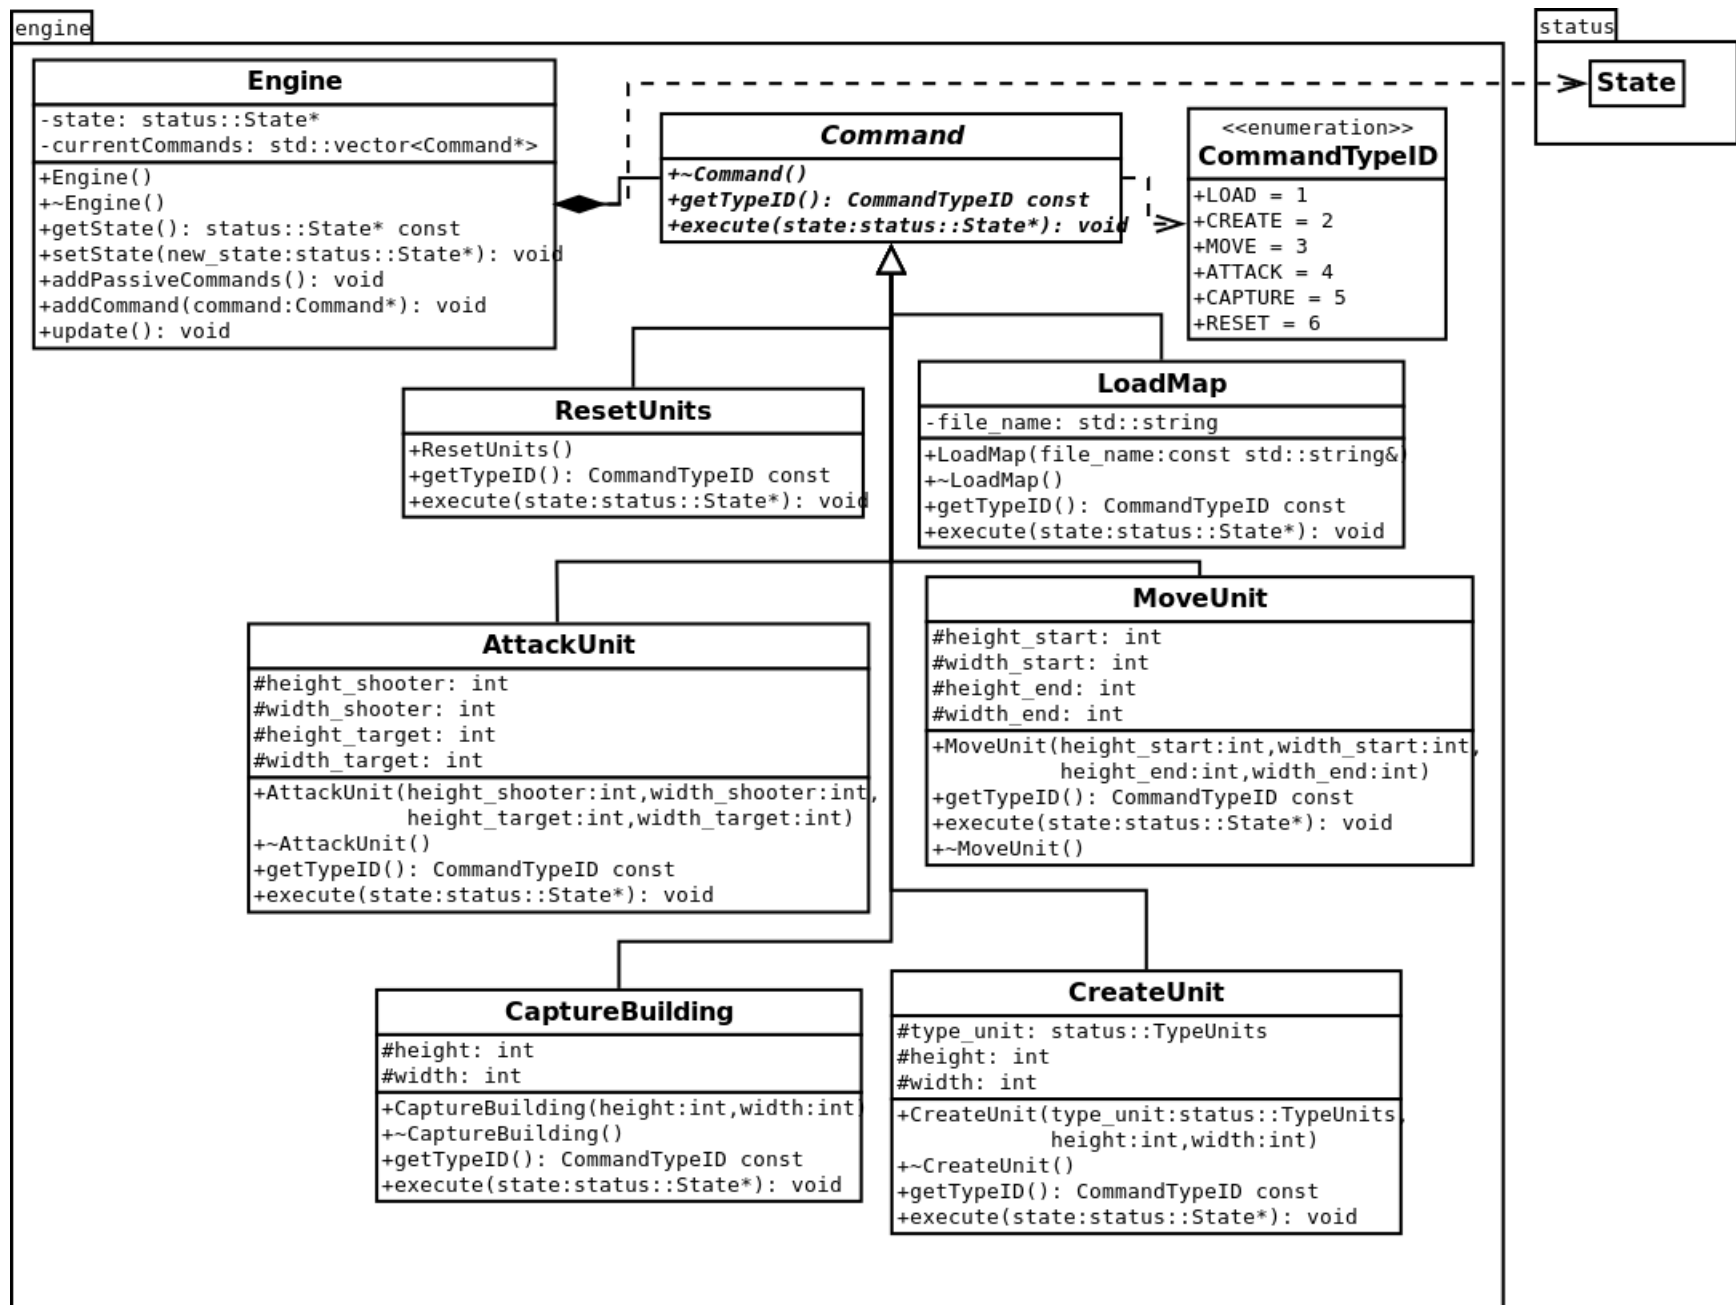 engine
status
State
Engine
-state: status::State*
-currentCommands: std::vector<Command*>
+Engine()
+~Engine()
+getState(): status::State* const
+setState(new_state:status::State*): void
+addPassiveCommands(): void
+addCommand(command:Command*): void
+update(): void
Command
+~Command()
+getTypeID(): CommandTypeID const
+execute(state:status::State*): void
<<enumeration>>
CommandTypeID
+LOAD = 1
+CREATE = 2
+MOVE = 3
+ATTACK = 4
+CAPTURE = 5
+RESET = 6
ResetUnits
+ResetUnits()
+getTypeID(): CommandTypeID const
+execute(state:status::State*): void
LoadMap
-file_name: std::string
+LoadMap(file_name:const std::string&)
+~LoadMap()
+getTypeID(): CommandTypeID const
+execute(state:status::State*): void
AttackUnit
#height_shooter: int
#width_shooter: int
#height_target: int
#width_target: int
+AttackUnit(height_shooter:int,width_shooter:int,
height_target:int,width_target:int)
+~AttackUnit()
+getTypeID(): CommandTypeID const
+execute(state:status::State*): void
MoveUnit
#height_start: int
#width_start: int
#height_end: int
#width_end: int
+MoveUnit(height_start:int,width_start:int,
height_end:int,width_end:int)
+getTypeID(): CommandTypeID const
+execute(state:status::State*): void
+~MoveUnit()
CaptureBuilding
#height: int
#width: int
+CaptureBuilding(height:int,width:int)
+~CaptureBuilding()
+getTypeID(): CommandTypeID const
+execute(state:status::State*): void
CreateUnit
#type_unit: status::TypeUnits
#height: int
#width: int
+CreateUnit(type_unit:status::TypeUnits,
height:int,width:int)
+~CreateUnit()
+getTypeID(): CommandTypeID const
+execute(state:status::State*): void